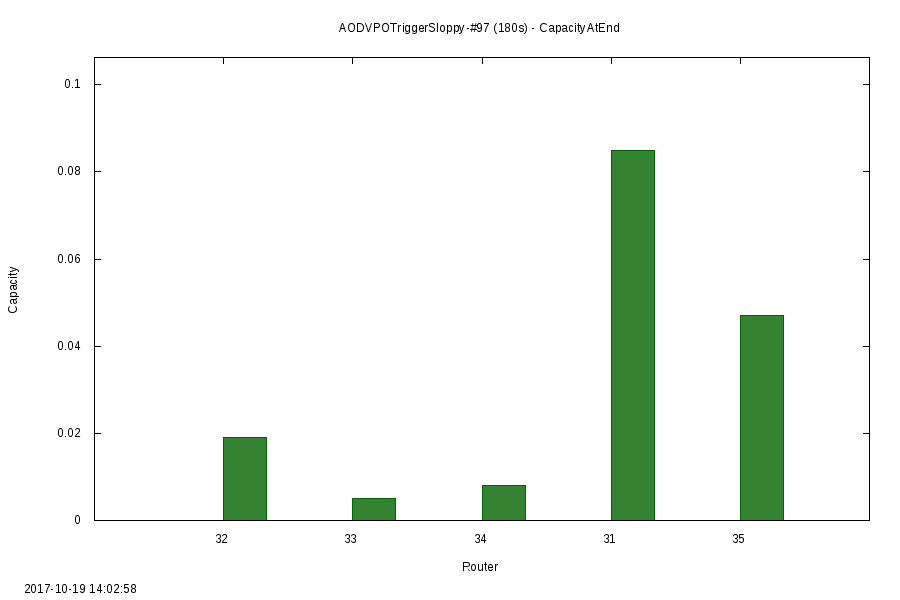 AODVPOTriggerSloppy-#97 (180s) - CapacityAtEnd
0.1
0.08
0.06
0.04
0.02
0
Capacity
32 33 34 31 35
Router
2017-10-19 14:02:58